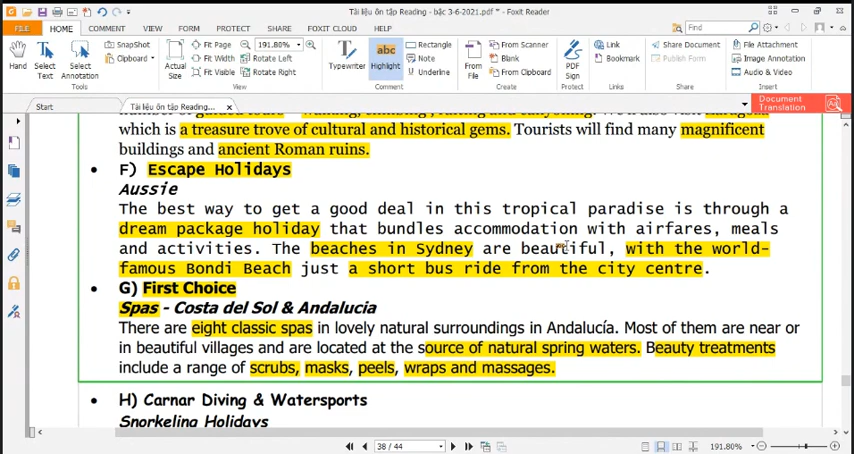 Tài liệu ôn tập Reading - bậc 3-6-2021.pdf * - Foxit Reader
FILE HOME COMMENT VIEW FORM PROTECT SHARE FOXIT CLOUD HELP
Find
Hand
Select Text
Select Annotation
SnapShot
Clipboard
Tools
Actual Size
Fit Page
Fit Width
Fit Visible
191.80%
Rotate Left
Rotate Right
View
Typewriter
Highlight
Rectangle
Note
Underline
Comment
From File
From Scanner
Blank
From Clipboard
Create
PDF Sign
Protect
Link
Bookmark
Links
Share Document
Publish Form
Share
File Attachment
Image Annotation
Audio & Video
Insert
Start
Tài liệu ôn tập Reading...
Document Translation
which is a treasure trove of cultural and historical gems. Tourists will find many magnificent
buildings and ancient Roman ruins.
• F) Escape Holidays
Aussie
The best way to get a good deal in this tropical paradise is through a
dream package holiday that bundles accommodation with airfares, meals
and activities. The beaches in Sydney are beautiful, with the world-
famous Bondi Beach just a short bus ride from the city centre.
• G) First Choice
Spas - Costa del Sol & Andalucia
There are eight classic spas in lovely natural surroundings in Andalucía. Most of them are near or
in beautiful villages and are located at the source of natural spring waters. Beauty treatments
include a range of scrubs, masks, peels, wraps and massages.
• H) Carnar Diving & Watersports
Snorkeling Holidays
38 / 44
191.80%